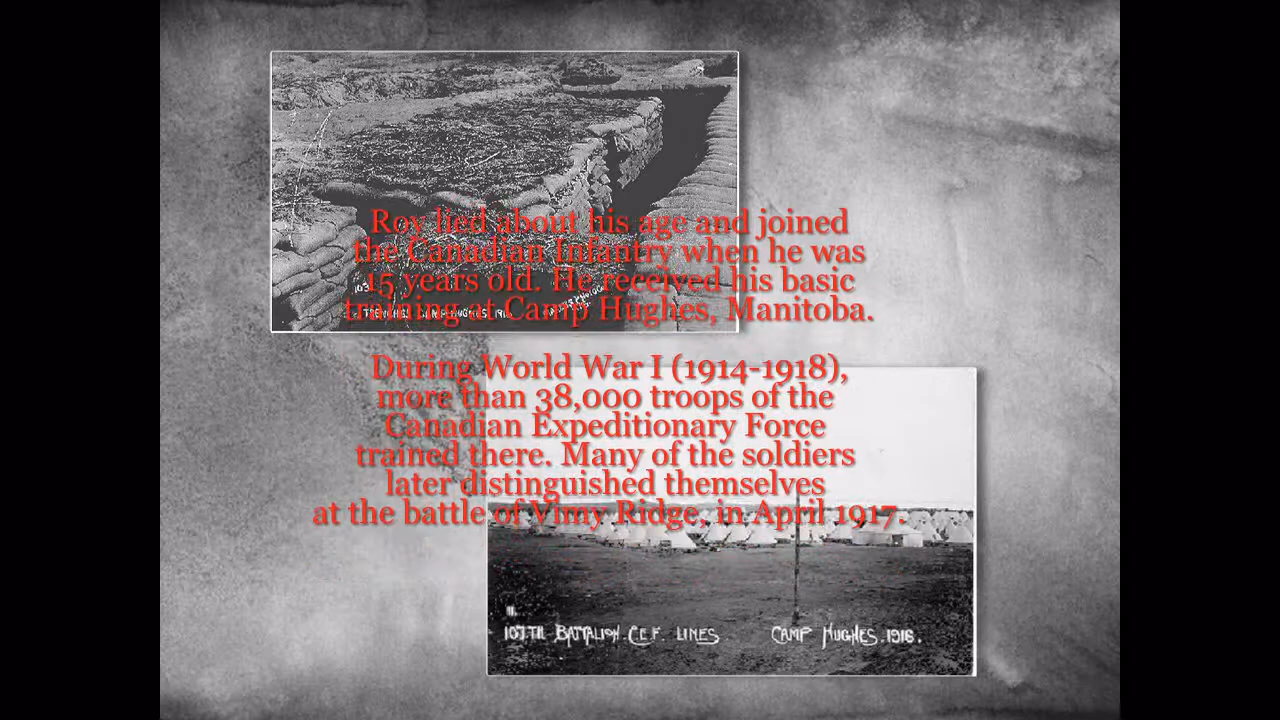 Roy lied about his age and joined
the Canadian Infantry when he was
15 years old. He received his basic
training at Camp Hughes, Manitoba.
During World War I (1914-1918),
more than 38,000 troops of the
Canadian Expeditionary Force
trained there. Many of the soldiers
later distinguished themselves
at the battle of Vimy Ridge, in April 1917.
107.TH BATTALION. C.E.F. LINES CAMP HUGHES. 1916.